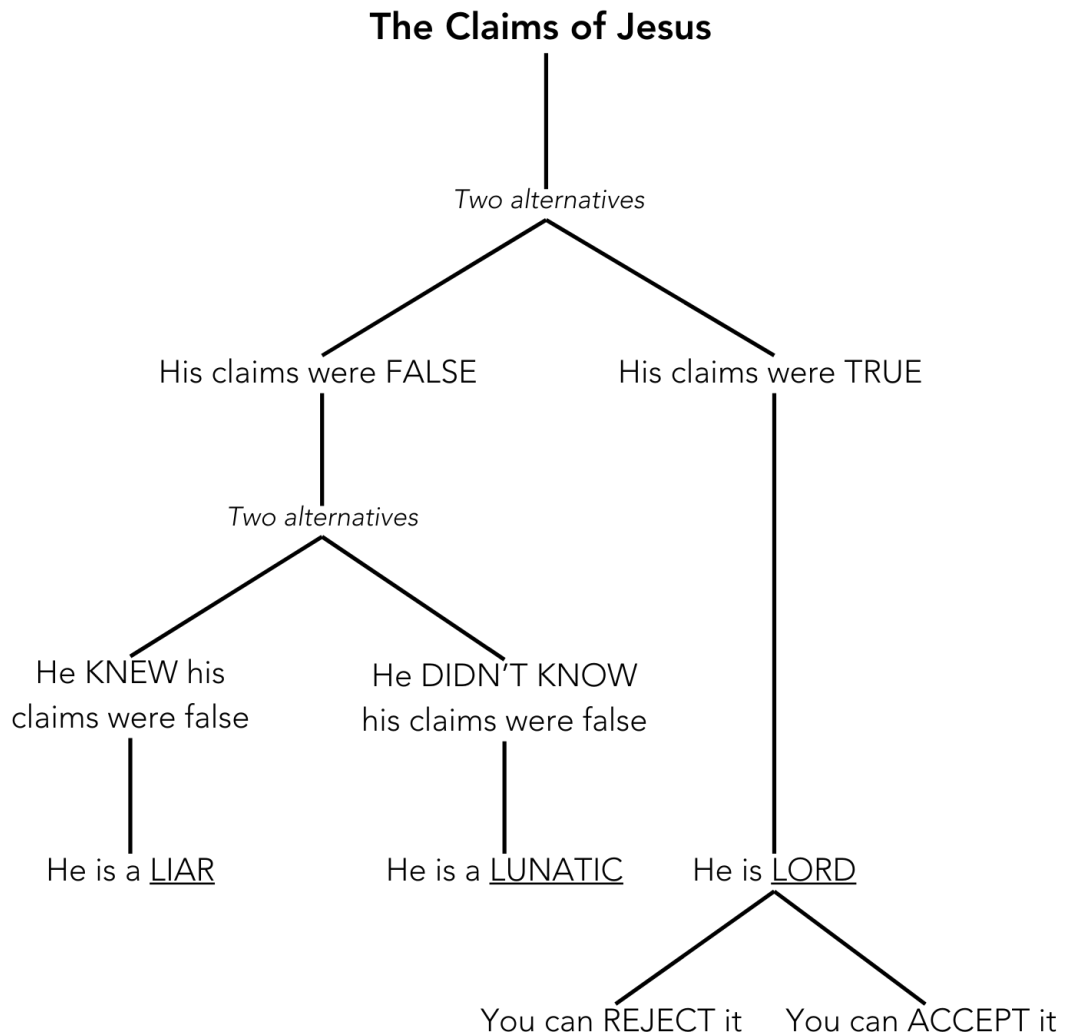 The Claims of Jesus
Two alternatives
His claims were FALSE
His claims were TRUE
Two alternatives
He KNEW his
claims were false
He DIDN'T KNOW
his claims were false
He is a LIAR
He is a LUNATIC
He is LORD
You can REJECT it
You can ACCEPT it